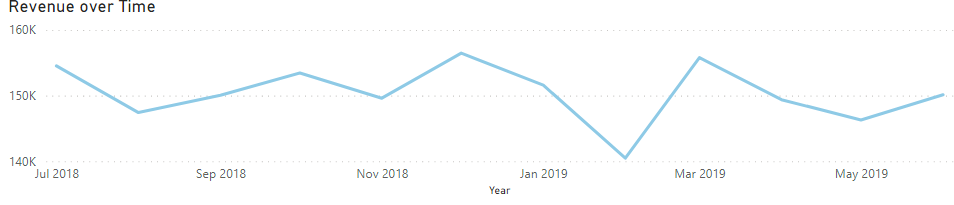 Revenue over Time
160K
150K
140K
Jul 2018 Sep 2018 Nov 2018 Jan 2019 Mar 2019 May 2019
Year